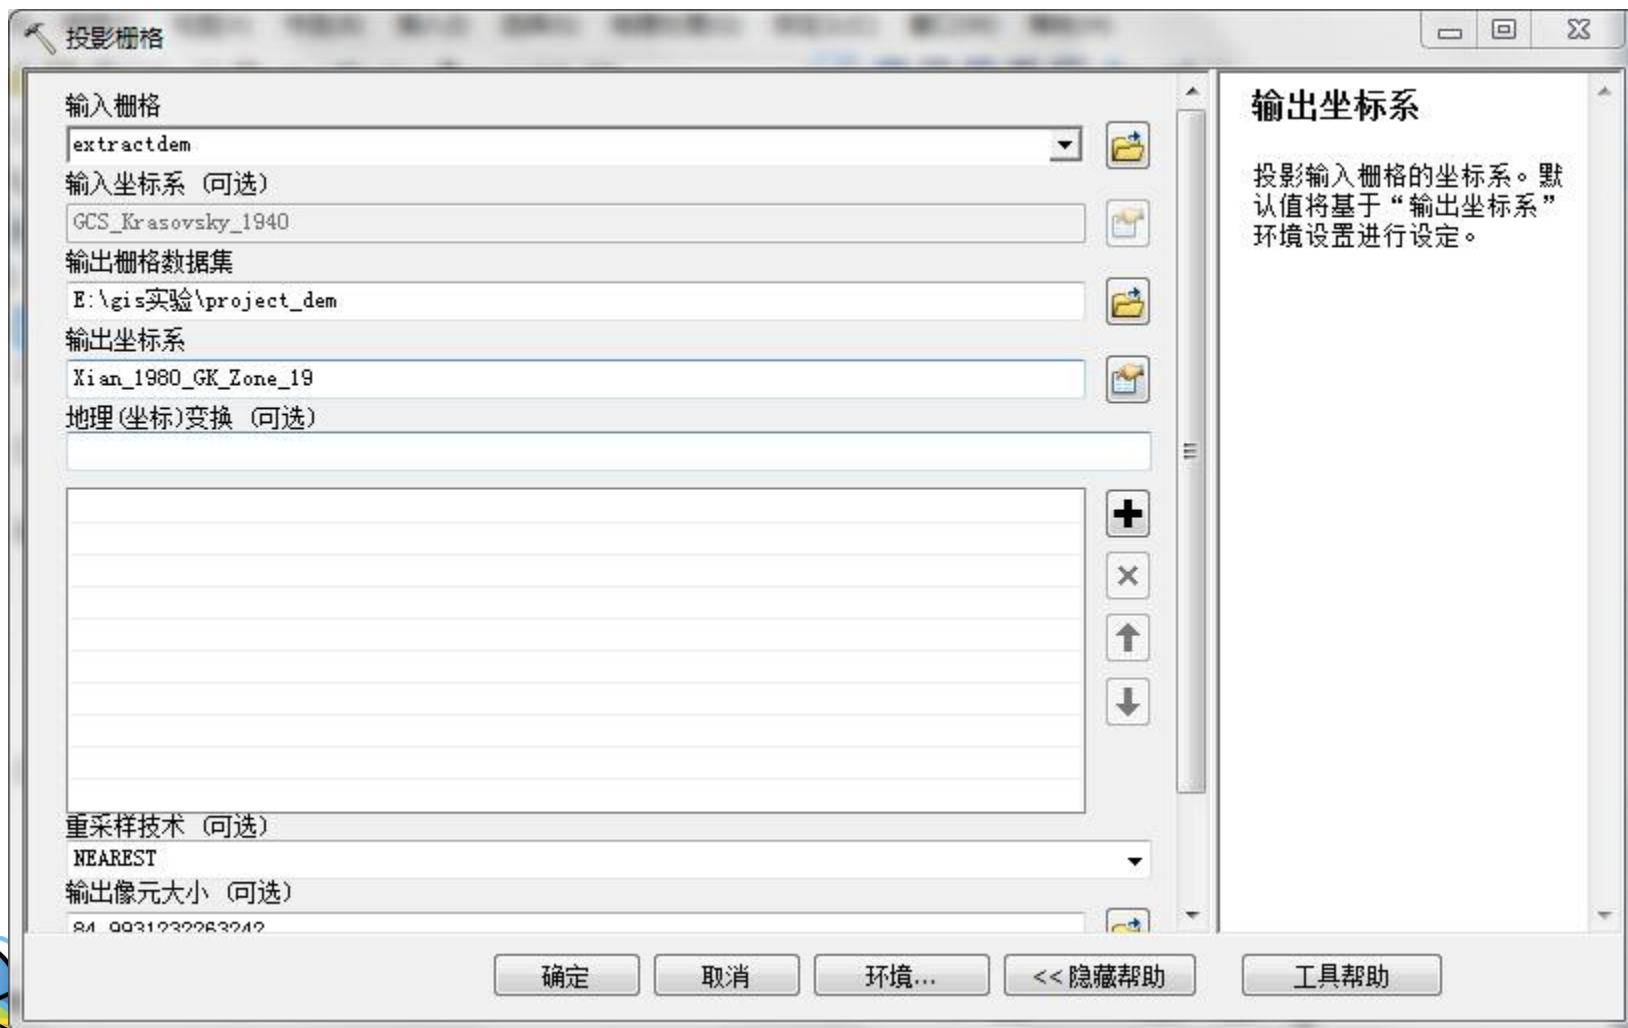 投影栅格
输入栅格
extractdem
输入坐标系 (可选)
GCS_Krasovsky_1940
输出栅格数据集
E:\gis实验\project_dem
输出坐标系
Xian_1980_GK_Zone_19
地理(坐标)变换 (可选)
重采样技术 (可选)
NEAREST
输出像元大小 (可选)
84.9931232263242
确定
取消
环境...
<< 隐藏帮助
工具帮助
输出坐标系
投影输入栅格的坐标系。默
认值将基于“输出坐标系”
环境设置进行设定。